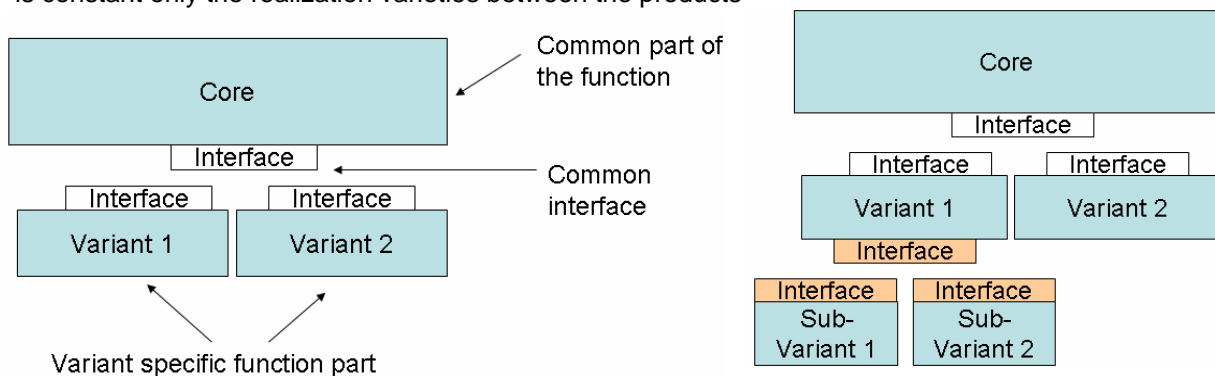 is constant only the realization varieties between the products
Core
Common part of
the function
Interface
Common
interface
Interface
Interface
Variant 1
Variant 2
Variant specific function part
Core
Interface
Interface
Interface
Variant 1
Variant 2
Interface
Interface
Interface
Sub-
Variant 1
Sub-
Variant 2